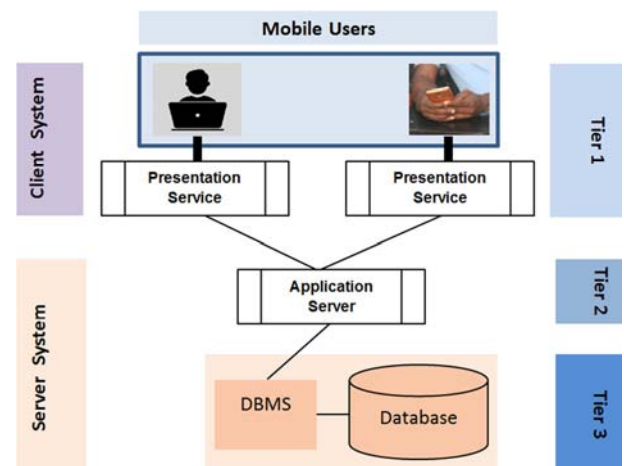 Mobile Users
Client System
Tier 1
Presentation
Service
Presentation
Service
Application
Server
Tier 2
Server System
DBMS
Database
Tier 3